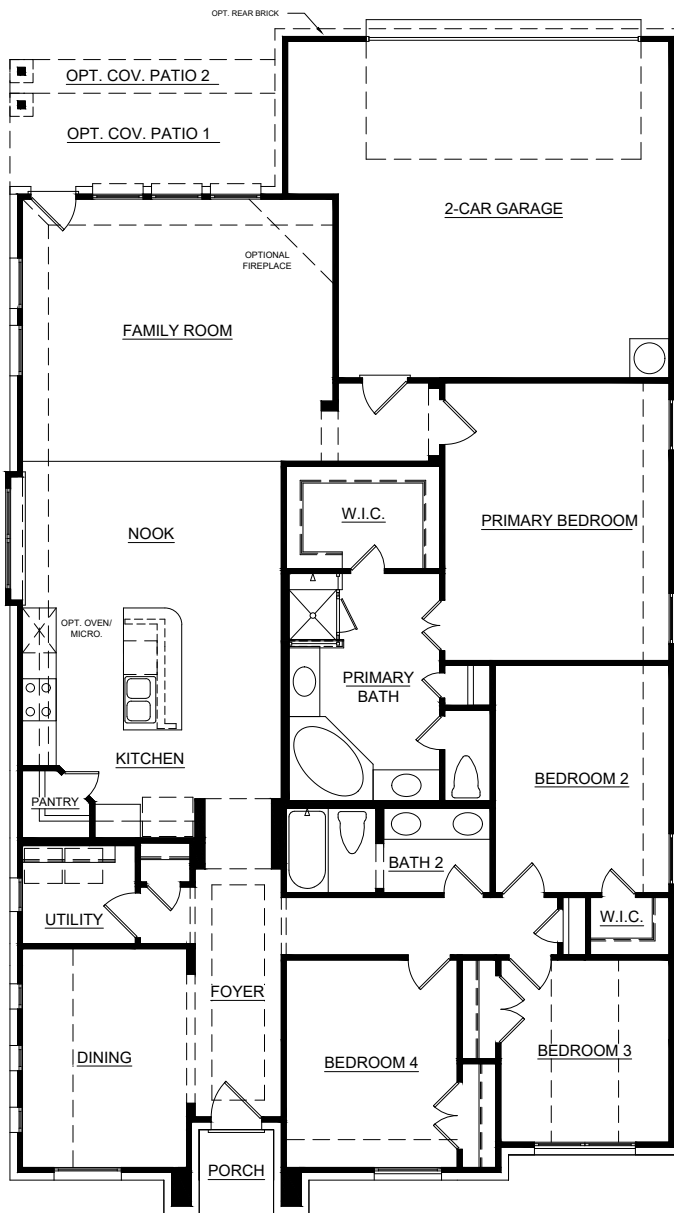 OPT. REAR BRICK
OPT. COV. PATIO 2
OPT. COV. PATIO 1
2-CAR GARAGE
OPTIONAL
FIREPLACE
FAMILY ROOM
W.I.C.
PRIMARY BEDROOM
NOOK
OPT. OVEN/
MICRO.
PRIMARY
BATH
KITCHEN
BEDROOM 2
PANTRY
BATH 2
UTILITY
W.I.C.
FOYER
DINING
BEDROOM 4
BEDROOM 3
PORCH